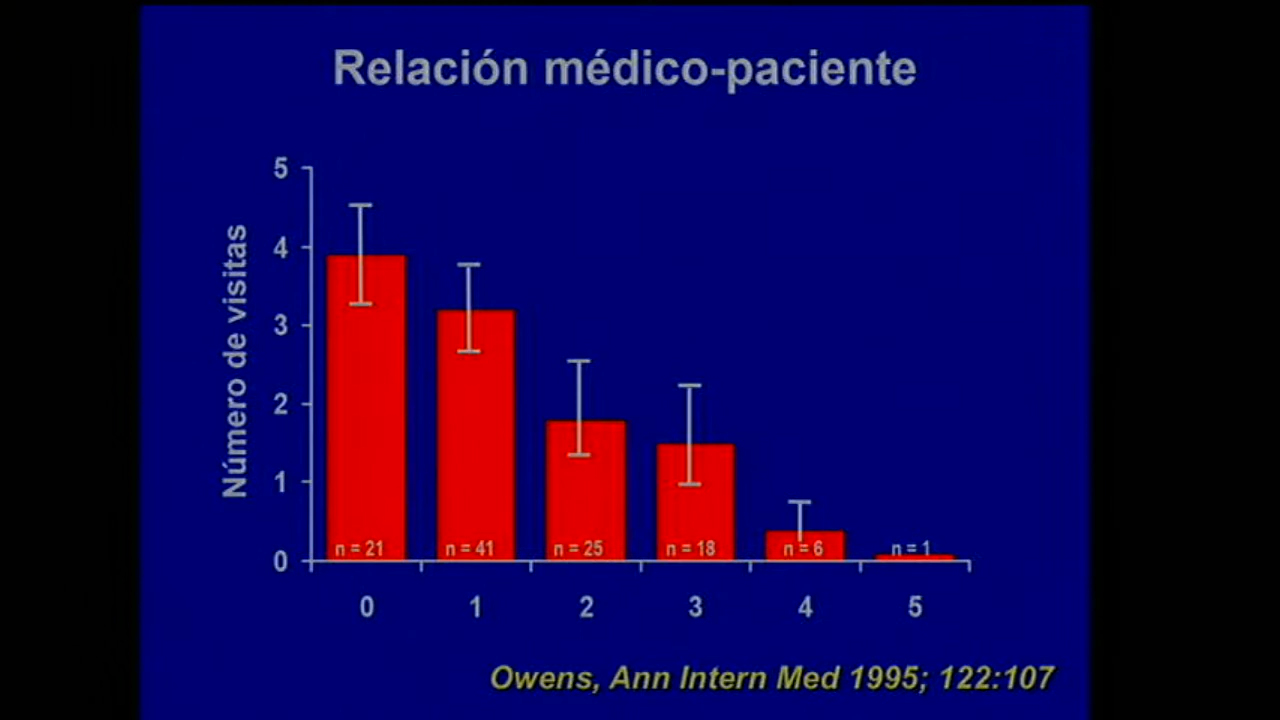 Relación médico-paciente
Número de visitas
5
4
3
2
1
0
n = 21
n = 41
n = 25
n = 18
n = 6
n = 1
0 1 2 3 4 5
Owens, Ann Intern Med 1995; 122:107